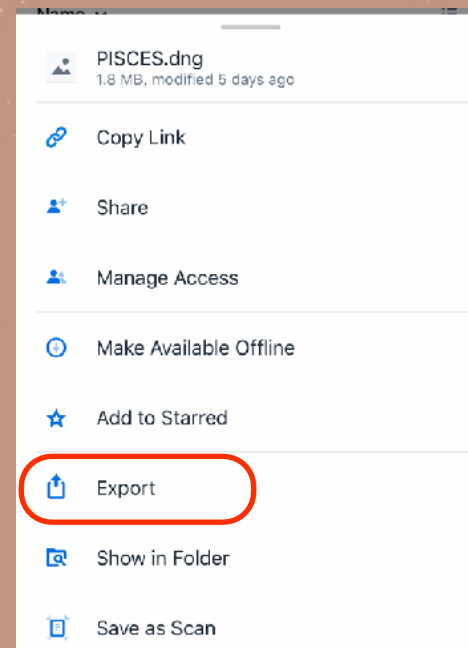 Name
PISCES.dng
1.8 MB, modified 5 days ago
Copy Link
Share
Manage Access
Make Available Offline
Add to Starred
Export
Show in Folder
Save as Scan